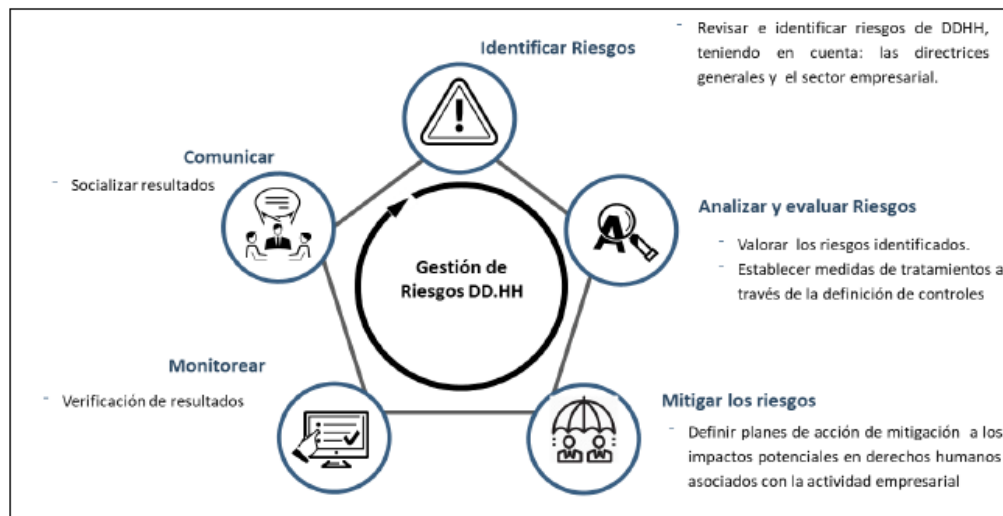 Identificar Riesgos
- Revisar e identificar riesgos de DDHH,
teniendo en cuenta: las directrices
generales y el sector empresarial.
Analizar y evaluar Riesgos
- Valorar los riesgos identificados.
- Establecer medidas de tratamientos a
través de la definición de controles
Mitigar los riesgos
- Definir planes de acción de mitigación a los
impactos potenciales en derechos humanos
asociados con la actividad empresarial
Monitorear
- Verificación de resultados
Comunicar
- Socializar resultados
Gestión de
Riesgos DD.HH